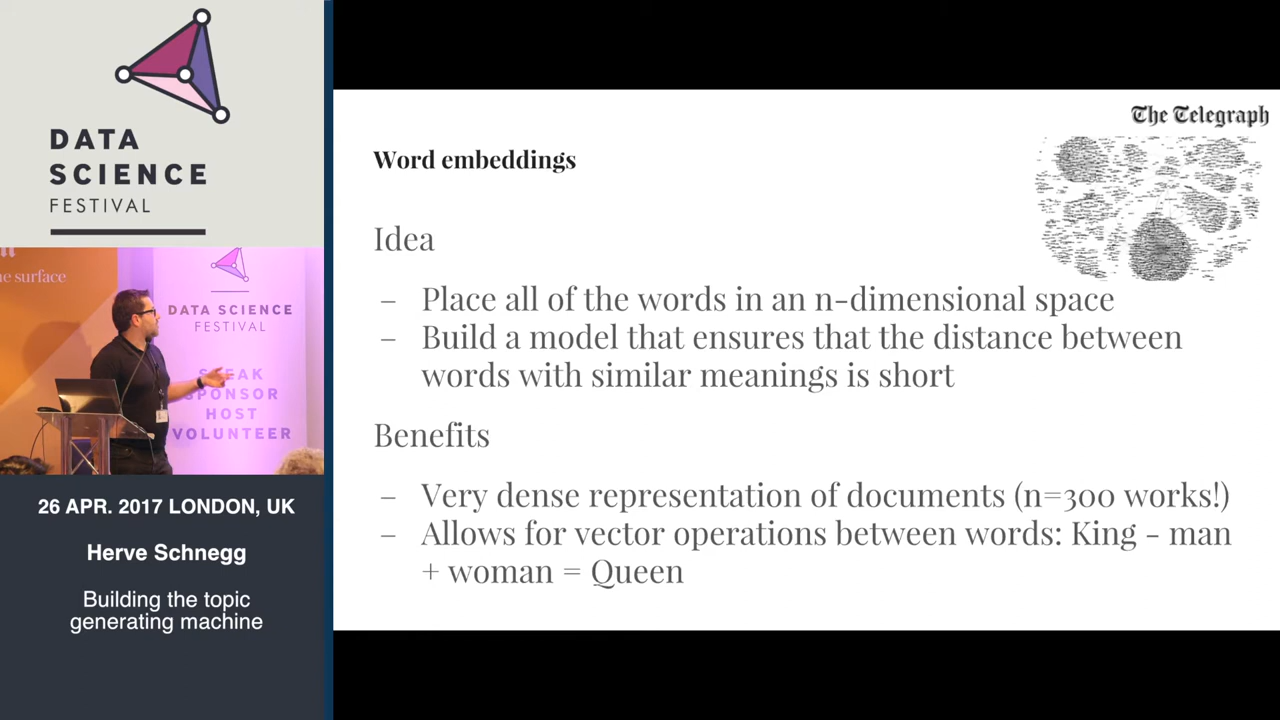 DATA
SCIENCE
FESTIVAL
e surface
DATA SCIENCE
FESTIVAL
SPEAK
SPONSOR
HOST
VOLUNTEER
26 APR. 2017 LONDON, UK
Herve Schnegg
Building the topic
generating machine
The Telegraph
Word embeddings
Idea
– Place all of the words in an n-dimensional space
– Build a model that ensures that the distance between
words with similar meanings is short
Benefits
– Very dense representation of documents (n=300 works!)
– Allows for vector operations between words: King - man
+ woman = Queen